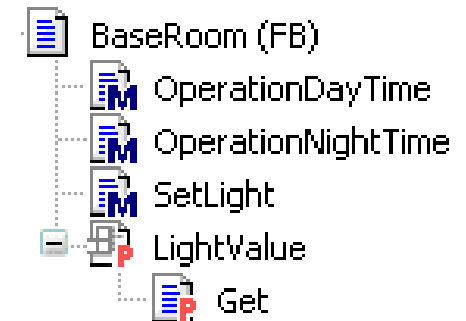 BaseRoom (FB)
M OperationDayTime
M OperationNightTime
M SetLight
P LightValue
P Get